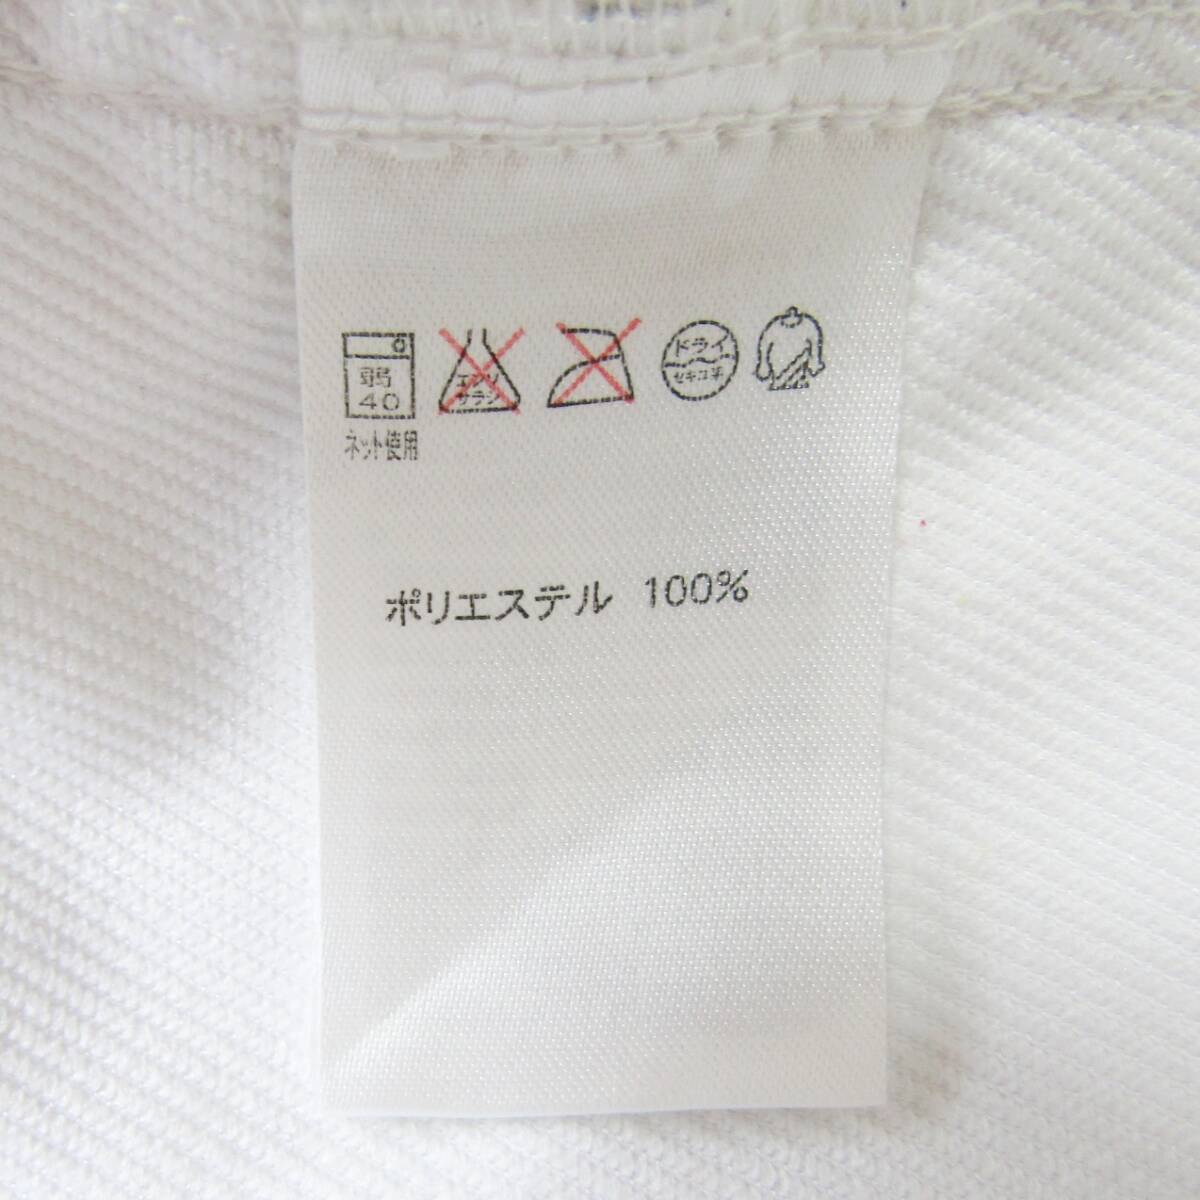 弱
40
エンソ
サラシ
ドライ
セキユ系
ネット使用
ポリエステル 100%